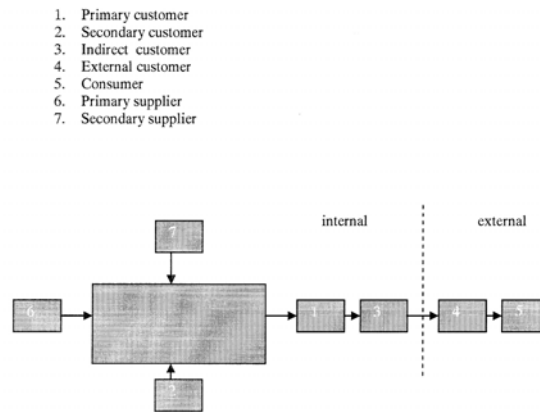 1. Primary customer
2. Secondary customer
3. Indirect customer
4. External customer
5. Consumer
6. Primary supplier
7. Secondary supplier
internal external
7
6 1 3 4 5
2